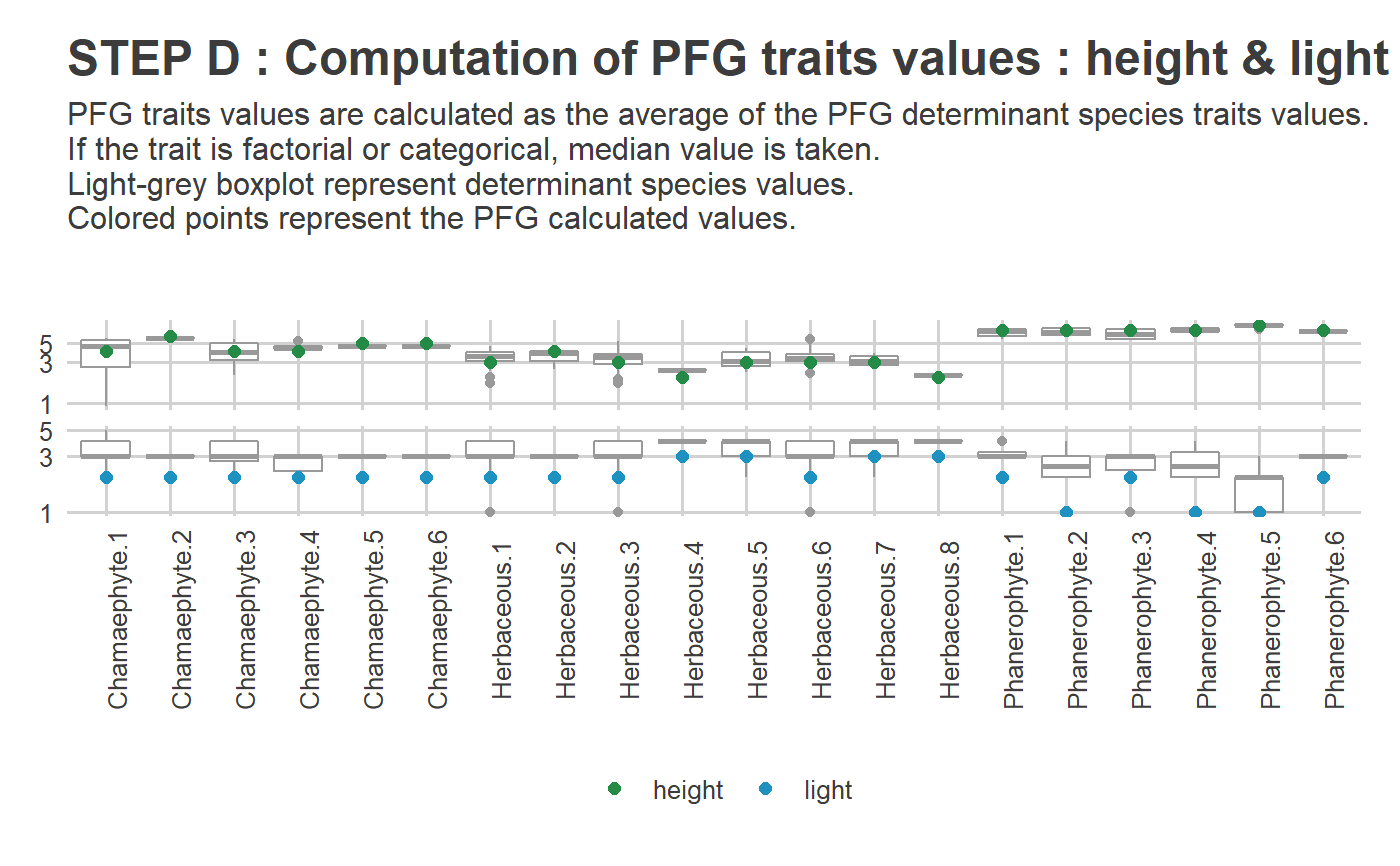 STEP D : Computation of PFG traits values : height & light
PFG traits values are calculated as the average of the PFG determinant species traits values.
If the trait is factorial or categorical, median value is taken.
Light-grey boxplot represent determinant species values.
Colored points represent the PFG calculated values.
5
3
1
5
3
1
Chamaephyte.1
Chamaephyte.2
Chamaephyte.3
Chamaephyte.4
Chamaephyte.5
Chamaephyte.6
Herbaceous.1
Herbaceous.2
Herbaceous.3
Herbaceous.4
Herbaceous.5
Herbaceous.6
Herbaceous.7
Herbaceous.8
Phanerophyte.1
Phanerophyte.2
Phanerophyte.3
Phanerophyte.4
Phanerophyte.5
Phanerophyte.6
height light